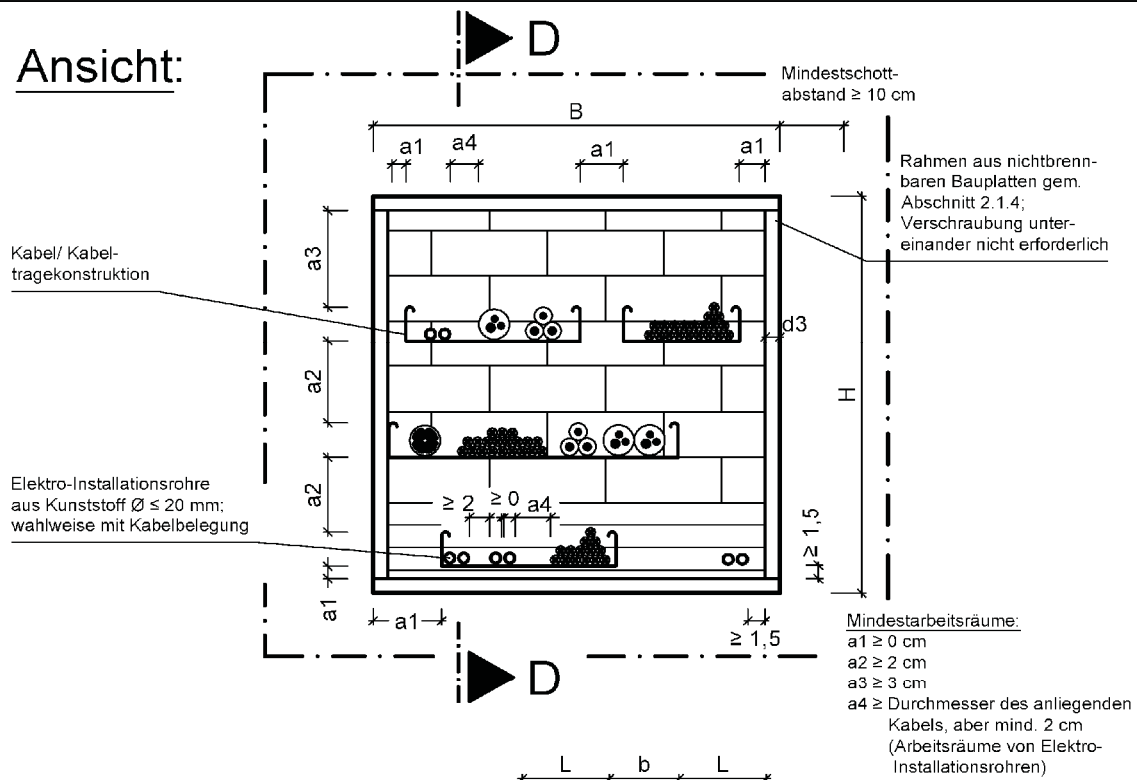 Ansicht:
D
Mindestschott-
abstand ≥ 10 cm
B
a1
a4
a1
a1
Rahmen aus nichtbrenn-
baren Bauplatten gem.
Abschnitt 2.1.4;
Verschraubung unter-
einander nicht erforderlich
Kabel/ Kabel-
tragekonstruktion
a3
d3
a2
H
Elektro-Installationsrohre
aus Kunststoff Ø ≤ 20 mm;
wahlweise mit Kabelbelegung
a2
≥ 2
≥ 0
a4
≥ 1,5
a1
a1
≥ 1,5
D
Mindestarbeitsräume:
a1 ≥ 0 cm
a2 ≥ 2 cm
a3 ≥ 3 cm
a4 ≥ Durchmesser des anliegenden
Kabels, aber mind. 2 cm
(Arbeitsräume von Elektro-
Installationsrohren)
L
b
L